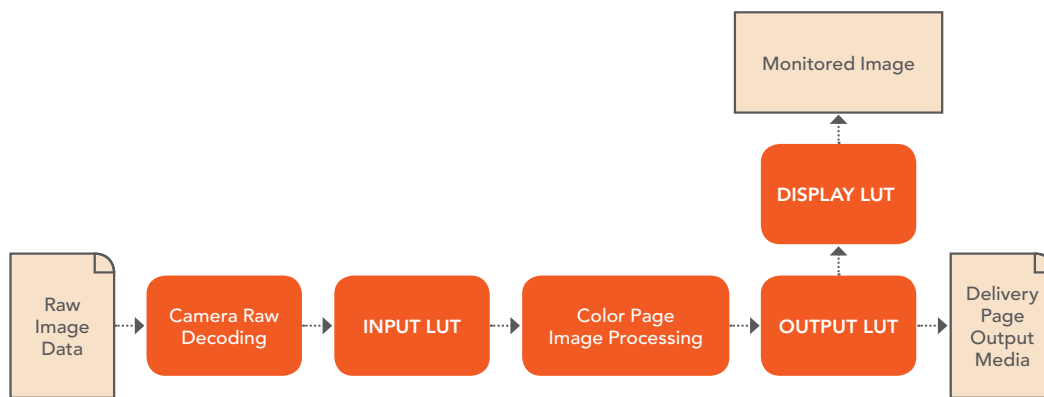 Monitored Image
DISPLAY LUT
Raw
Image
Data
Camera Raw
Decoding
INPUT LUT
Color Page
Image Processing
OUTPUT LUT
Delivery
Page
Output
Media